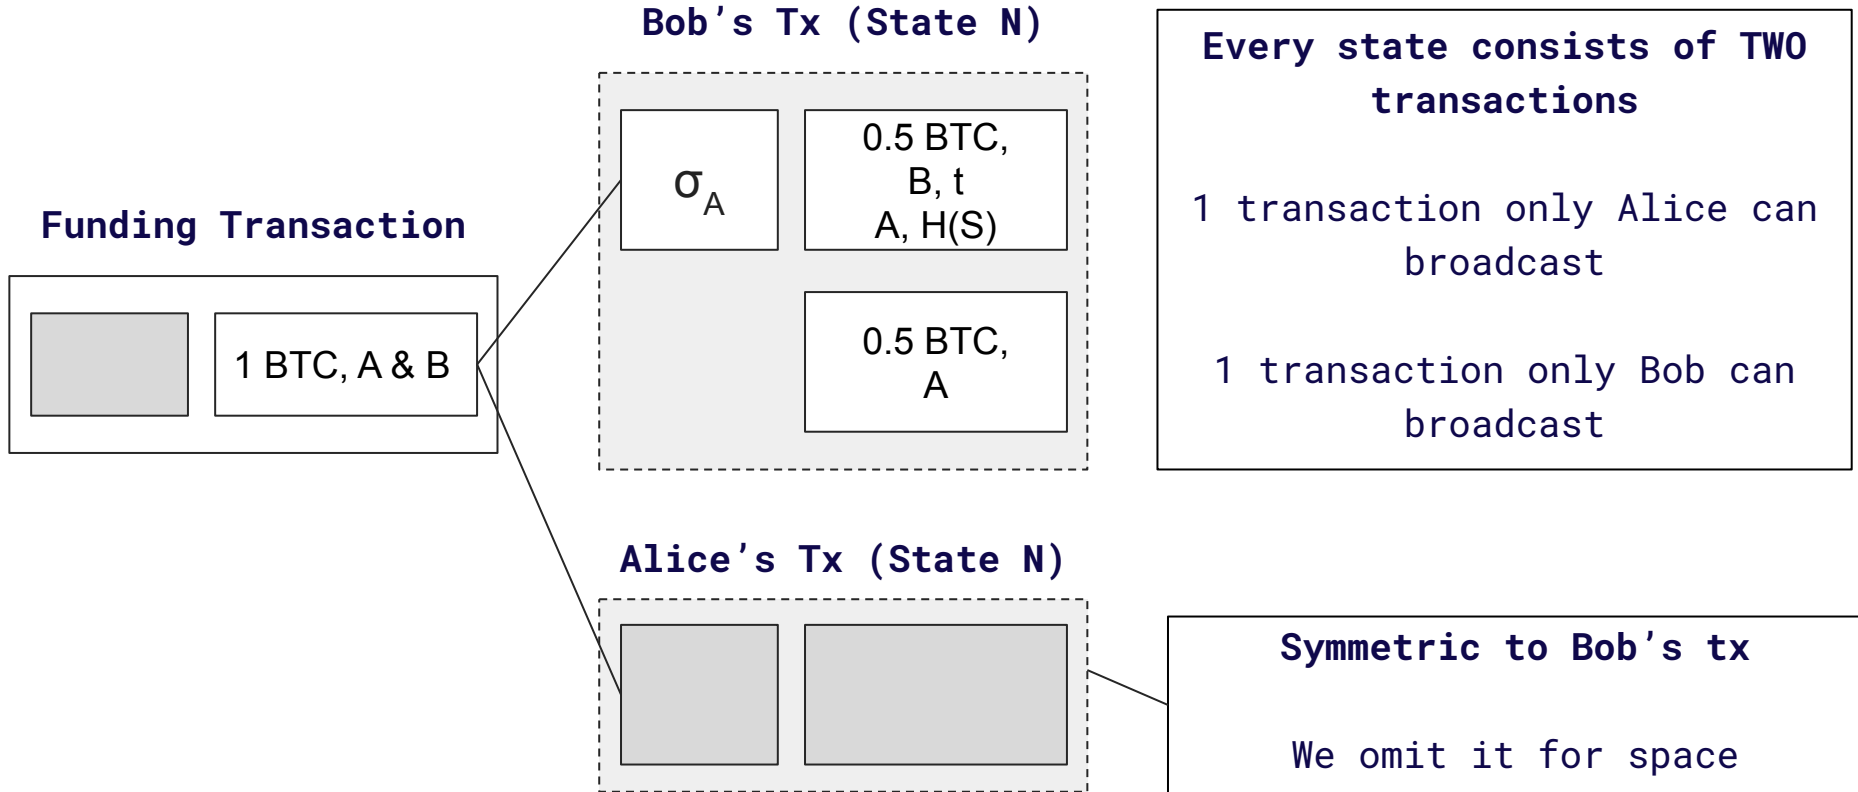 Funding Transaction
1 BTC, A & B
Bob’s Tx (State N)
σA
0.5 BTC,
B, t
A, H(S)
0.5 BTC,
A
Every state consists of TWO
transactions
1 transaction only Alice can
broadcast
1 transaction only Bob can
broadcast
Alice’s Tx (State N)
Symmetric to Bob’s tx
We omit it for space